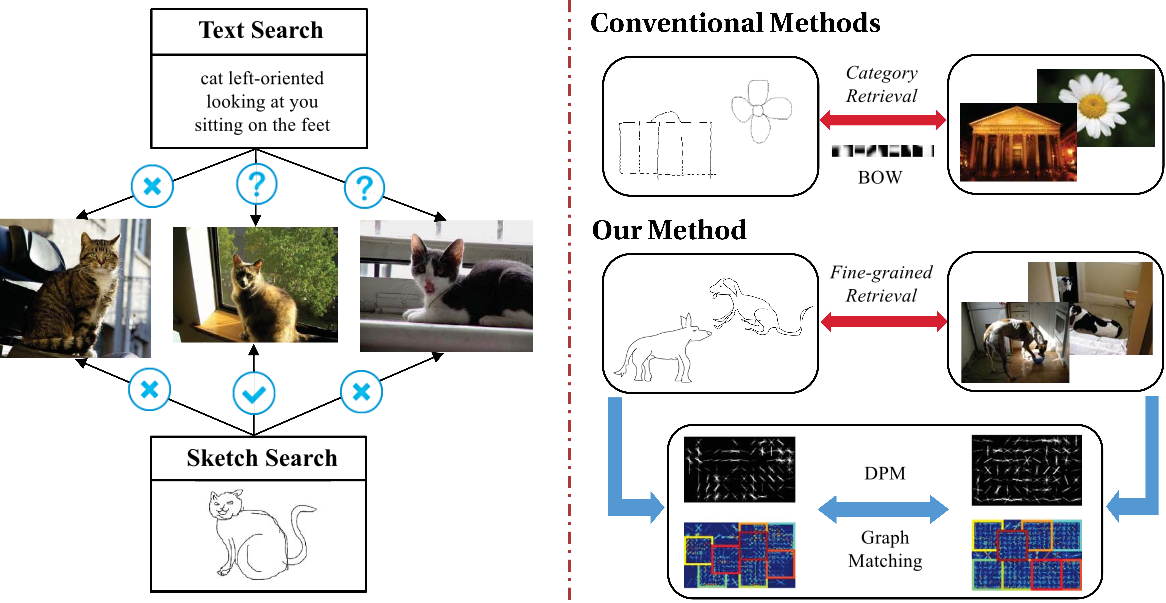 Text Search
cat left-oriented
looking at you
sitting on the feet
?
?
Sketch Search
Conventional Methods
Category
Retrieval
BOW
Our Method
Fine-grained
Retrieval
DPM
Graph
Matching